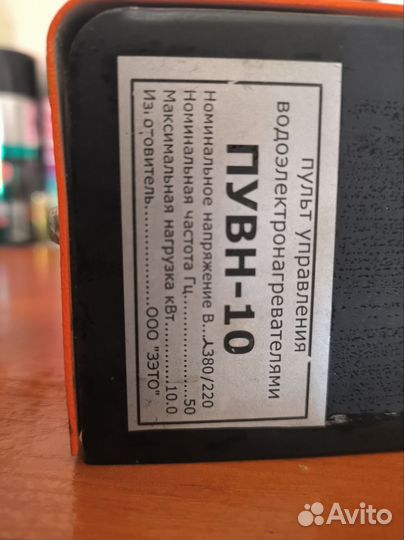 пульт управления
водоэлектронагревателями
ПУВН-10
Номинальное напряжение В...⅄380/220
Номинальная частота Гц..................50
Максимальная нагрузка кВт..........10.0
Изготовитель................ООО "ЗЭТО"
Avito